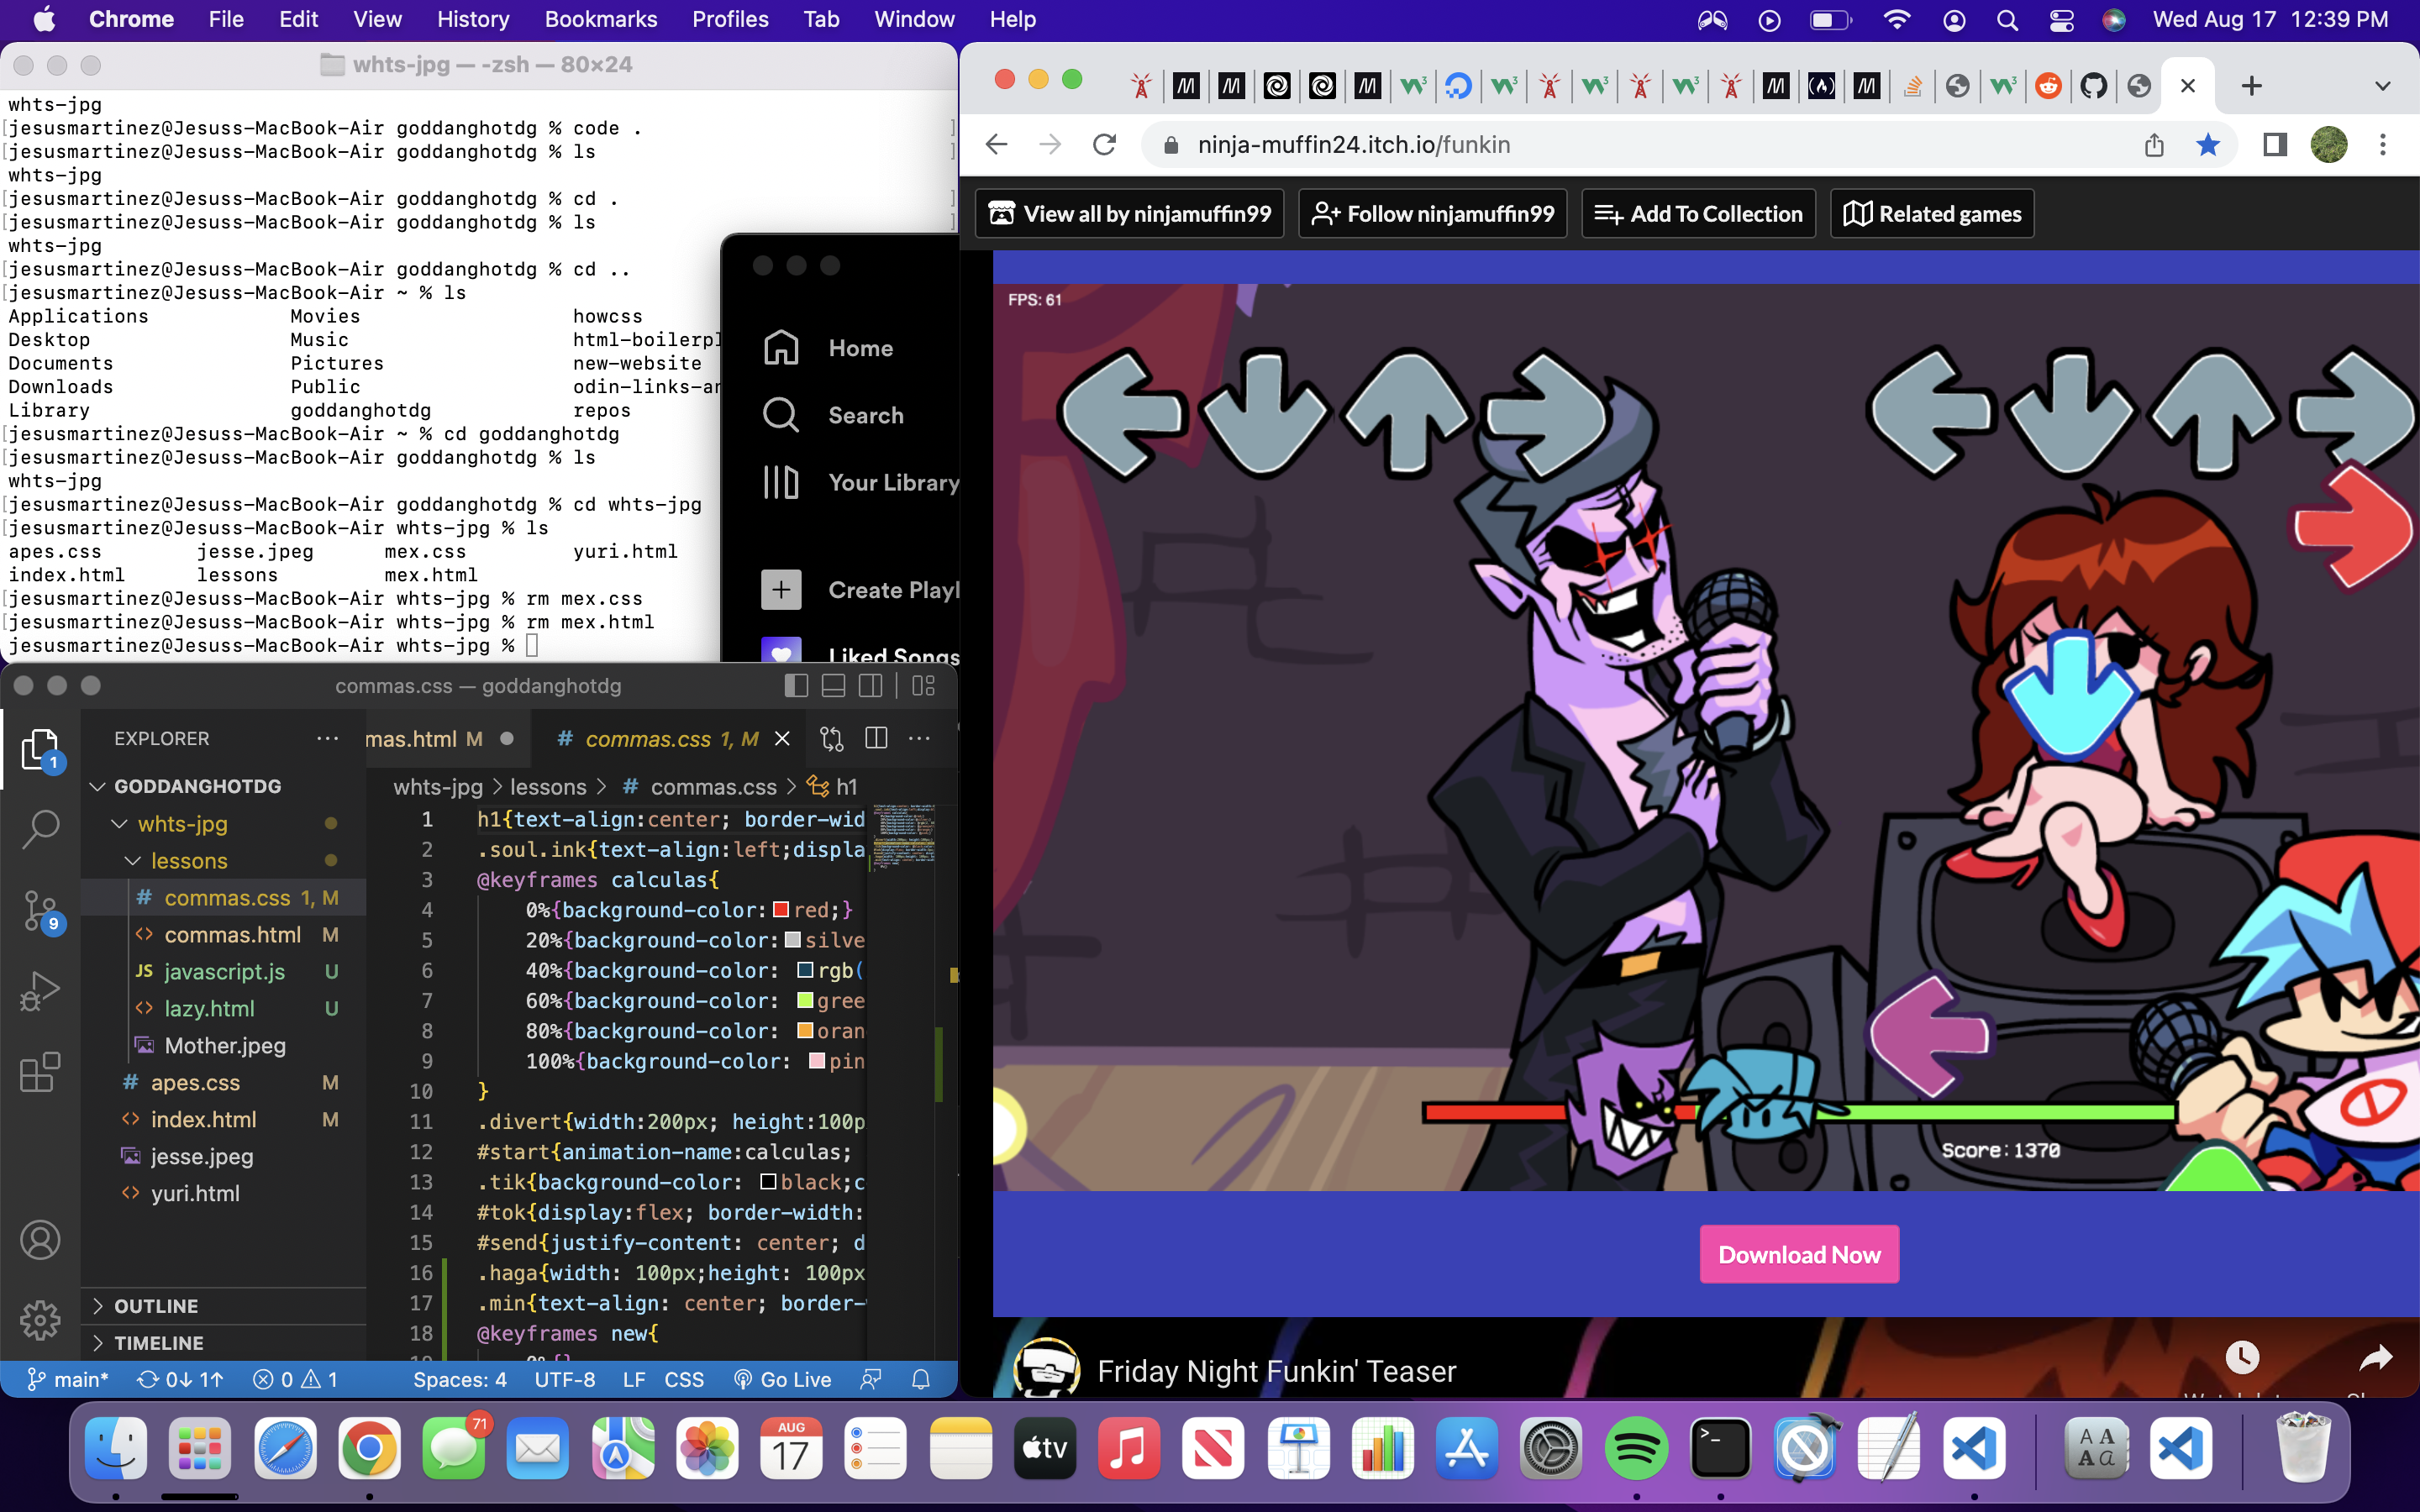 Chrome File Edit View History Bookmarks Profiles Tab Window Help Wed Aug 17 12:39 PM
whts-jpg — -zsh — 80×24
whts-jpg
[jesusmartinez@Jesuss-MacBook-Air goddanghotdg % code . ]
[jesusmartinez@Jesuss-MacBook-Air goddanghotdg % ls ]
whts-jpg
[jesusmartinez@Jesuss-MacBook-Air goddanghotdg % cd . ]
[jesusmartinez@Jesuss-MacBook-Air goddanghotdg % ls ]
whts-jpg
[jesusmartinez@Jesuss-MacBook-Air goddanghotdg % cd ..
[jesusmartinez@Jesuss-MacBook-Air ~ % ls
Applications Movies howcss
Desktop Music html-boilerpl
Documents Pictures new-website
Downloads Public odin-links-an
Library goddanghotdg repos
[jesusmartinez@Jesuss-MacBook-Air ~ % cd goddanghotdg
[jesusmartinez@Jesuss-MacBook-Air goddanghotdg % ls
whts-jpg
[jesusmartinez@Jesuss-MacBook-Air goddanghotdg % cd whts-jpg
[jesusmartinez@Jesuss-MacBook-Air whts-jpg % ls
apes.css jesse.jpeg mex.css yuri.html
index.html lessons mex.html
[jesusmartinez@Jesuss-MacBook-Air whts-jpg % rm mex.css
[jesusmartinez@Jesuss-MacBook-Air whts-jpg % rm mex.html
jesusmartinez@Jesuss-MacBook-Air whts-jpg %
Home
Search
Your Library
Create Playl
Liked Songs
commas.css — goddanghotdg
EXPLORER
mas.html M
# commas.css 1, M
whts-jpg > lessons > # commas.css > h1
1
9
GODDANGHOTDG
whts-jpg
lessons
# commas.css 1, M
<> commas.html M
JS javascript.js U
<> lazy.html U
Mother.jpeg
# apes.css M
<> index.html M
jesse.jpeg
<> yuri.html
OUTLINE
TIMELINE
1 h1{text-align:center; border-wid
2 .soul.ink{text-align:left;displa
3 @keyframes calculas{
4 0%{background-color:red;}
5 20%{background-color:silve
6 40%{background-color: rgb(
7 60%{background-color: gree
8 80%{background-color: oran
9 100%{background-color: pin
10 }
11 .divert{width:200px; height:100p
12 #start{animation-name:calculas;
13 .tik{background-color: black;c
14 #tok{display:flex; border-width:
15 #send{justify-content: center; d
16 .haga{width: 100px;height: 100px
17 .min{text-align: center; border-
18 @keyframes new{
19 0%{}
main* 0↓ 1↑ 0 1 Spaces: 4 UTF-8 LF CSS Go Live
ninja-muffin24.itch.io/funkin
View all by ninjamuffin99 Follow ninjamuffin99 Add To Collection Related games
FPS: 61
Score:1370
Download Now
Friday Night Funkin' Teaser
71
AUG
17
tv